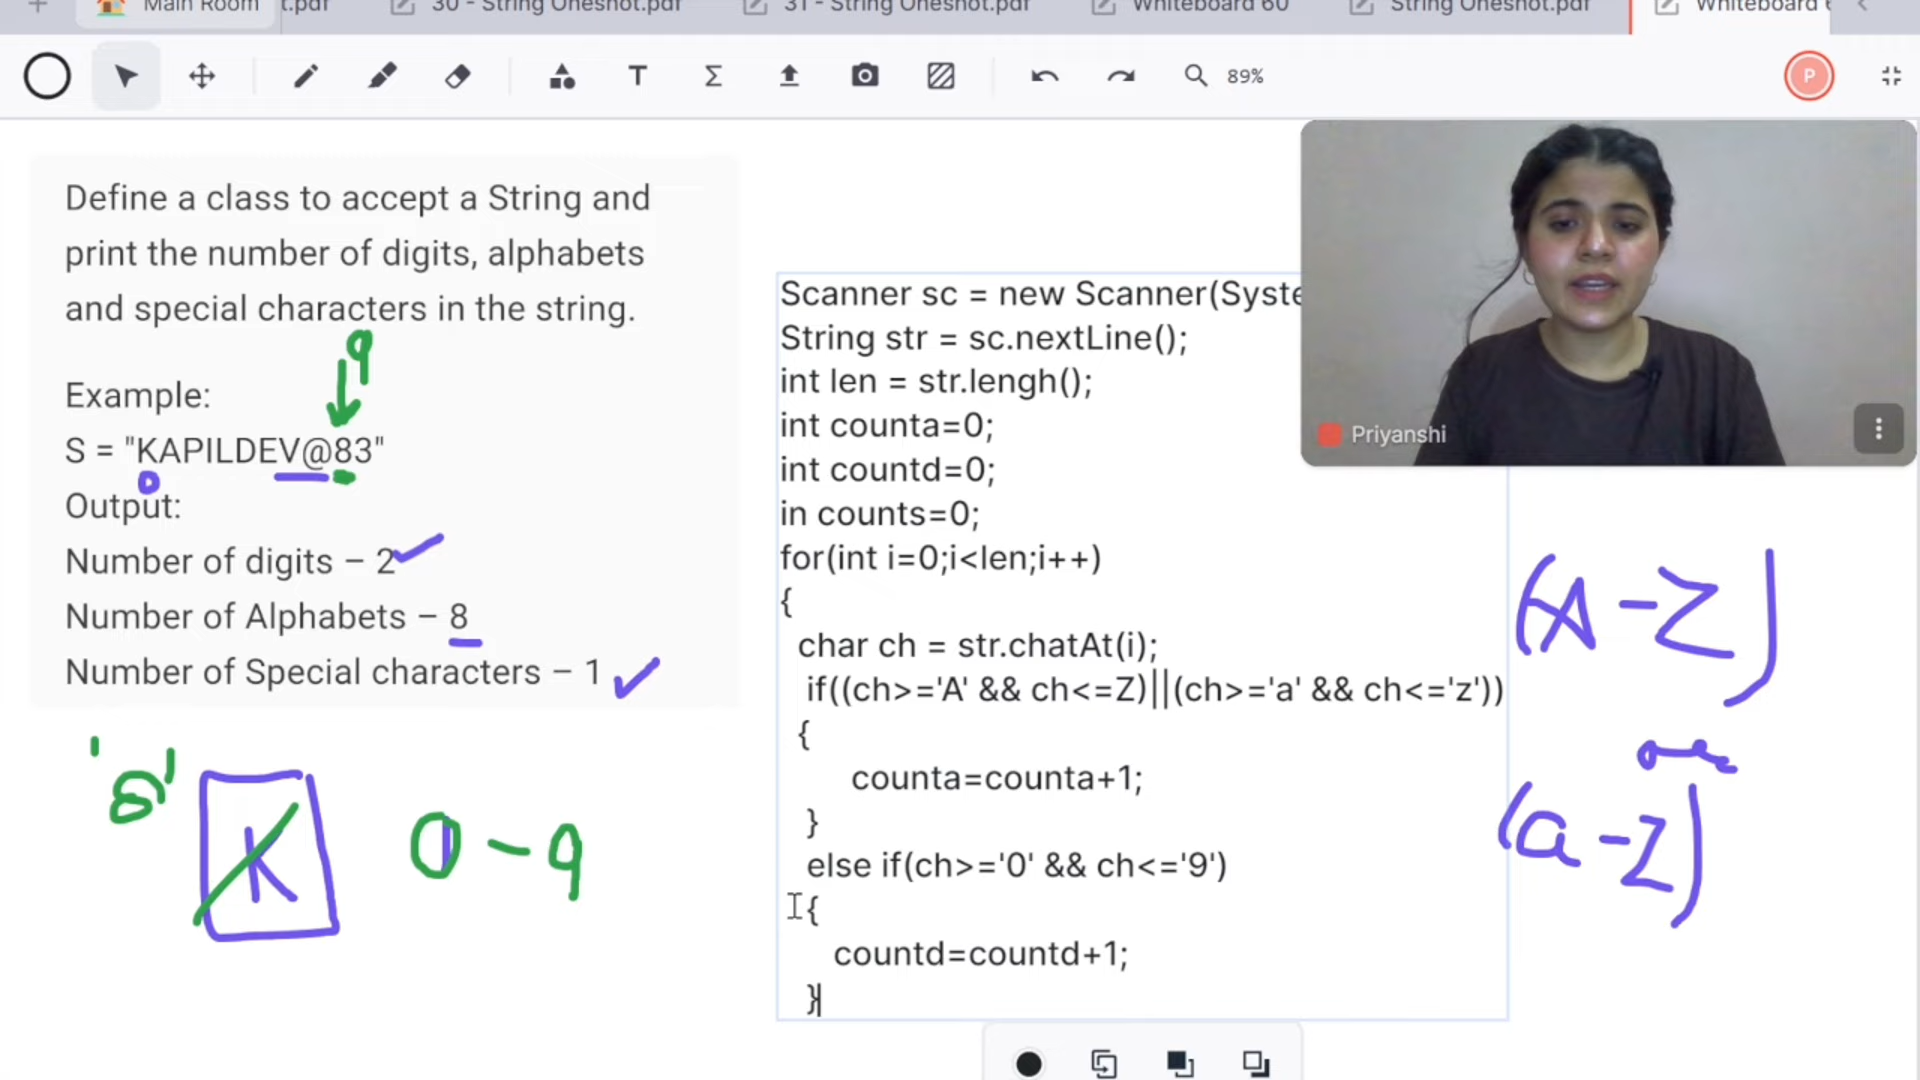 Main Room
t.pdf
30 - String Oneshot.pdf
31 - String Oneshot.pdf
Whiteboard 60
String Oneshot.pdf
Whiteboard 6
T
Σ
89%
P
Define a class to accept a String and
print the number of digits, alphabets
and special characters in the string.
9
Example:
S = "KAPILDEV@83"
0
Output:
Number of digits – 2
Number of Alphabets – 8
Number of Special characters – 1
'8'
K
0 - 9
Scanner sc = new Scanner(Syste
String str = sc.nextLine();
int len = str.lengh();
int counta=0;
int countd=0;
in counts=0;
for(int i=0;i<len;i++)
{
char ch = str.chatAt(i);
if((ch>='A' && ch<=Z)||(ch>='a' && ch<='z'))
{
counta=counta+1;
}
else if(ch>='0' && ch<='9')
{
countd=countd+1;
}
Priyanshi
(A-Z)
(a-z)